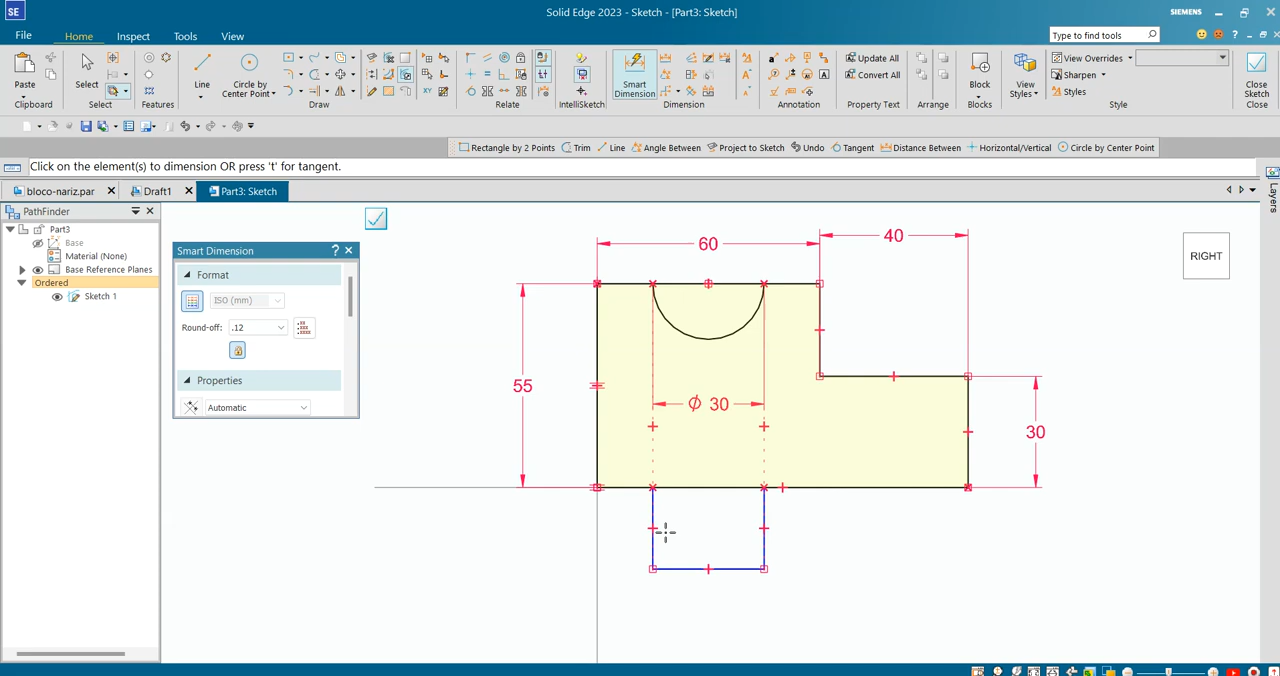 SE
Solid Edge 2023 - Sketch - [Part3: Sketch]
SIEMENS
File
Home
Inspect
Tools
View
Type to find tools
Paste
Clipboard
Select
Select
Features
Line
Circle by
Center Point
Draw
Relate
IntelliSketch
Smart
Dimension
Dimension
Annotation
Update All
Convert All
Property Text
Arrange
Block
Blocks
View
Styles
View Overrides
Sharpen
Styles
Style
Close
Sketch
Close
Rectangle by 2 Points
Trim
Line
Angle Between
Project to Sketch
Undo
Tangent
Distance Between
Horizontal/Vertical
Circle by Center Point
Click on the element(s) to dimension OR press 't' for tangent.
bloco-nariz.par
Draft1
Part3: Sketch
PathFinder
Part3
Base
Material (None)
Base Reference Planes
Ordered
Sketch 1
Smart Dimension
Format
ISO (mm)
Round-off:
.12
Properties
Automatic
60
40
55
ϕ 30
30
RIGHT
Layers